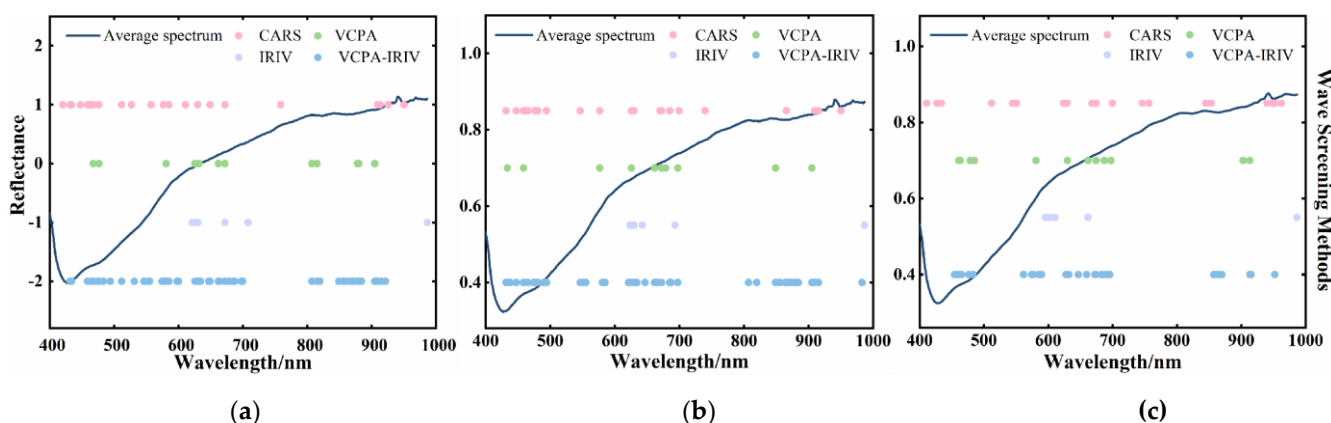 Average spectrum CARS VCPA
IRIV VCPA-IRIV
2
1
0
-1
-2
Reflectance
400 500 600 700 800 900 1000
Wavelength/nm
(a)
Average spectrum CARS VCPA
IRIV VCPA-IRIV
1.0
0.8
0.6
0.4
400 500 600 700 800 900 1000
Wavelength/nm
(b)
Average spectrum CARS VCPA
IRIV VCPA-IRIV
1.0
0.8
0.6
0.4
400 500 600 700 800 900 1000
Wavelength/nm
(c)
Wave Screening Methods